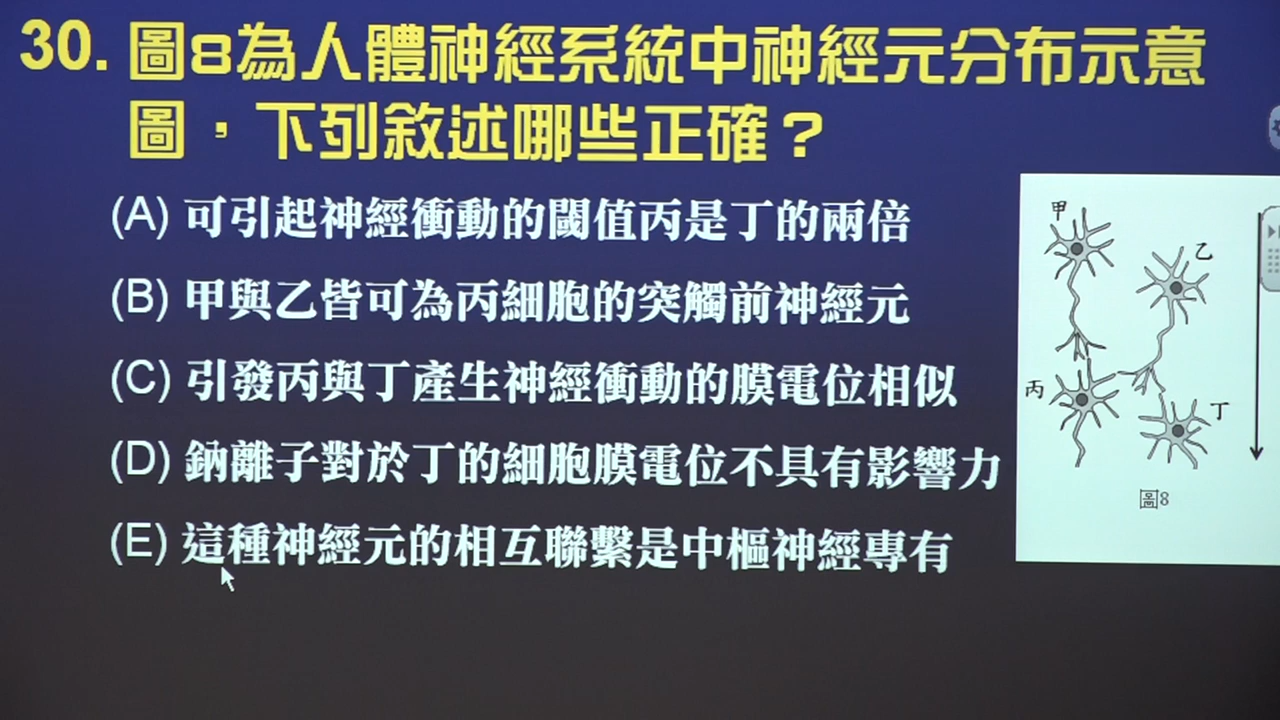 30. 圖8為人體神經系統中神經元分布示意
圖，下列敘述哪些正確？
(A) 可引起神經衝動的閾值丙是丁的兩倍
(B) 甲與乙皆可為丙細胞的突觸前神經元
(C) 引發丙與丁產生神經衝動的膜電位相似
(D) 鈉離子對於丁的細胞膜電位不具有影響力
(E) 這種神經元的相互聯繫是中樞神經專有
甲
乙
丙
丁
圖8